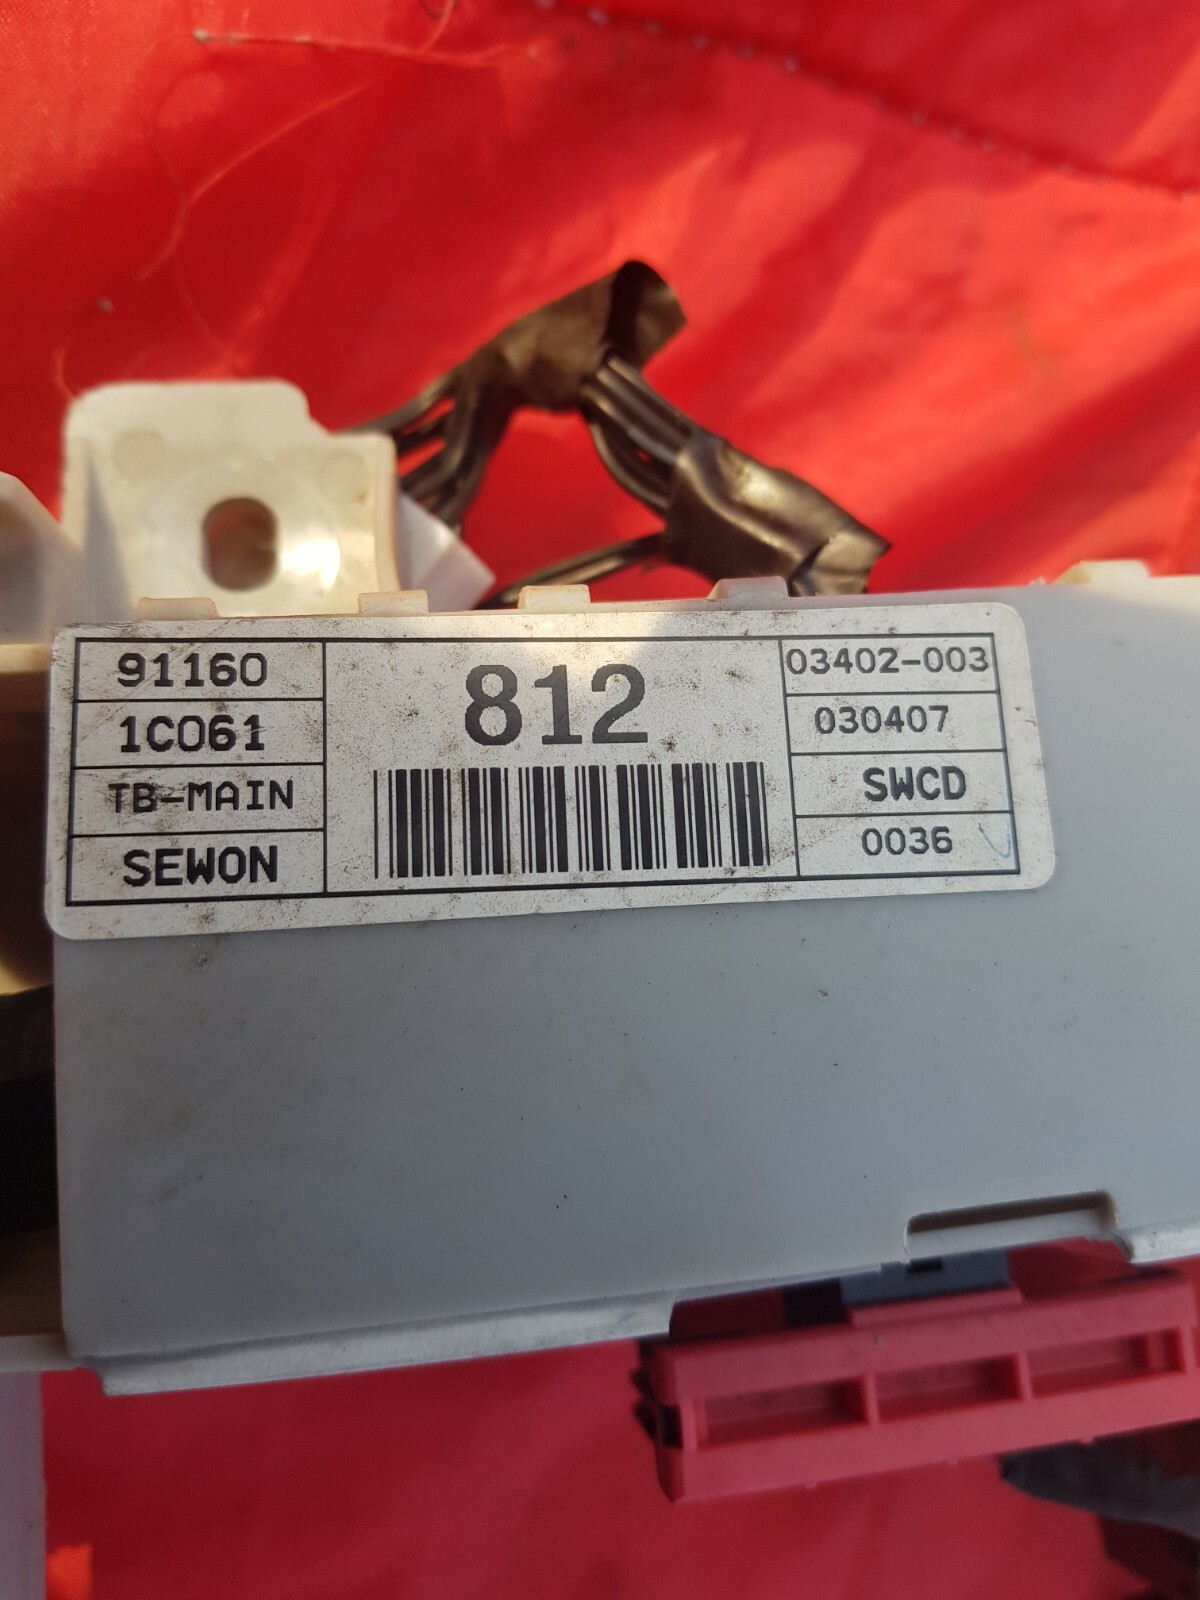 91160
1C061
TB-MAIN
SEWON
812
03402-003
030407
SWCD
0036